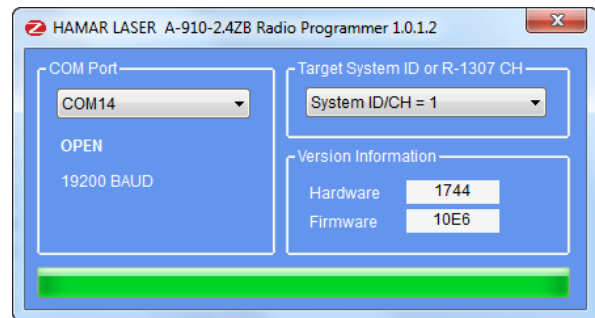 HAMAR LASER A-910-2.4ZB Radio Programmer 1.0.1.2
COM Port
COM14
OPEN
19200 BAUD
Target System ID or R-1307 CH
System ID/CH = 1
Version Information
Hardware 1744
Firmware 10E6